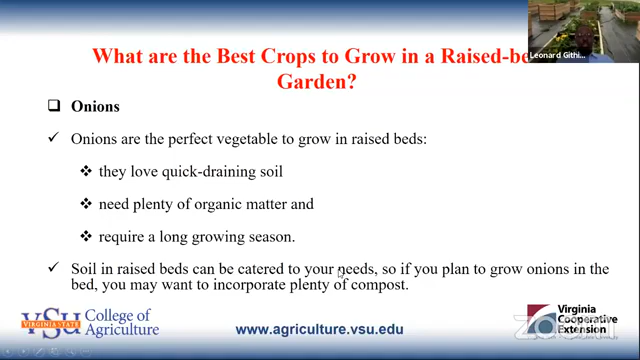 What are the Best Crops to Grow in a Raised-be
Garden?
Leonard Githi...
Onions
Onions are the perfect vegetable to grow in raised beds:
they love quick-draining soil
need plenty of organic matter and
require a long growing season.
Soil in raised beds can be catered to your needs, so if you plan to grow onions in the
bed, you may want to incorporate plenty of compost.
VSU
VIRGINIA STATE
College of
Agriculture
www.agriculture.vsu.edu
Virginia
Cooperative
Extension